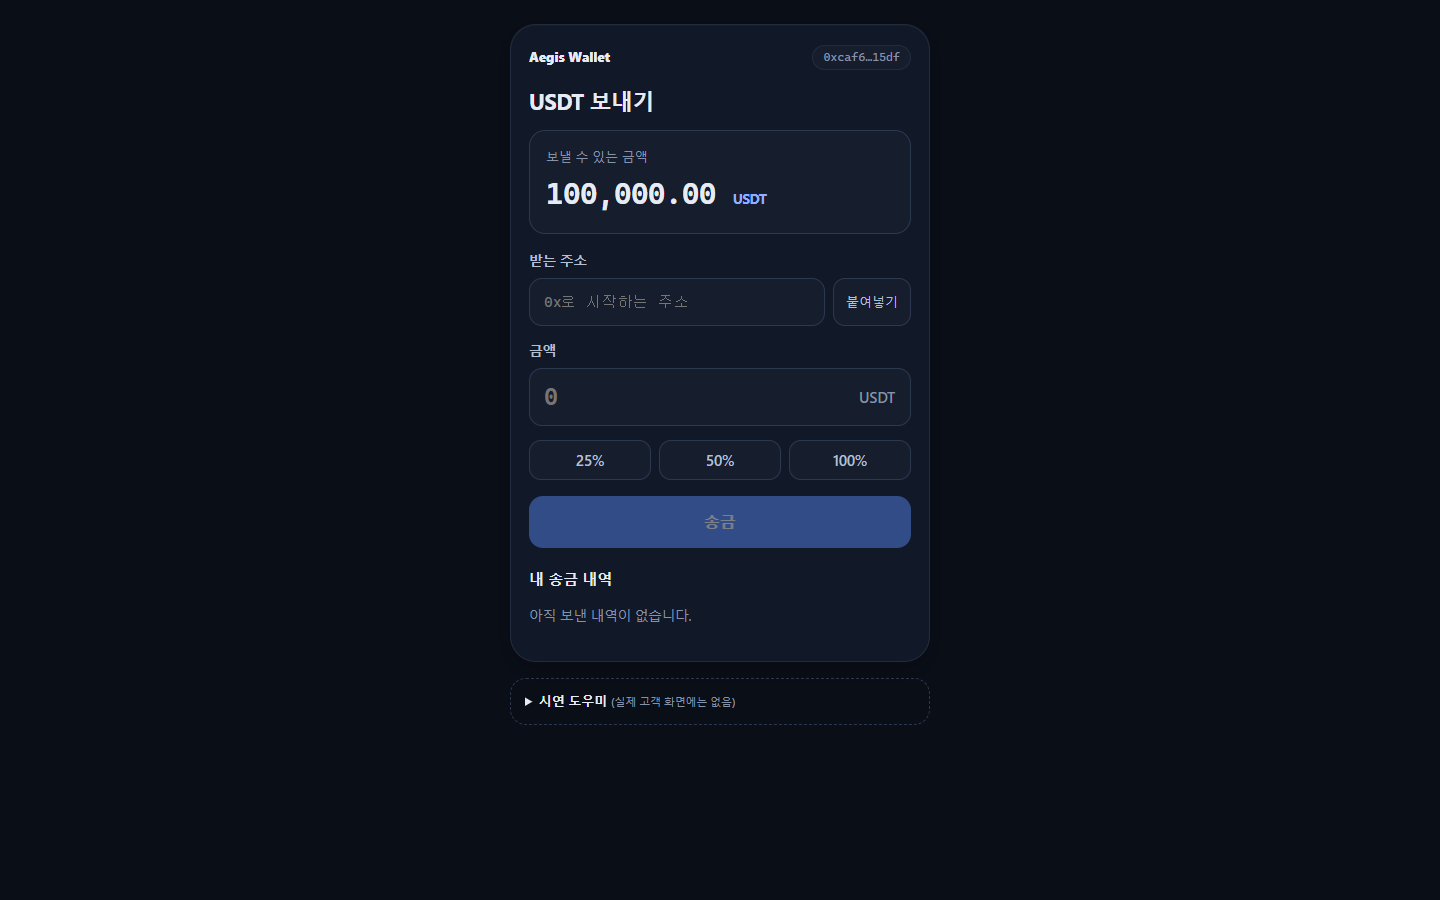 Aegis Wallet
0xcaf6…15df
USDT 보내기
보낼 수 있는 금액
100,000.00 USDT
받는 주소
0x로 시작하는 주소
붙여넣기
금액
0
USDT
25%
50%
100%
송금
내 송금 내역
아직 보낸 내역이 없습니다.
▶ 시연 도우미 (실제 고객 화면에는 없음)